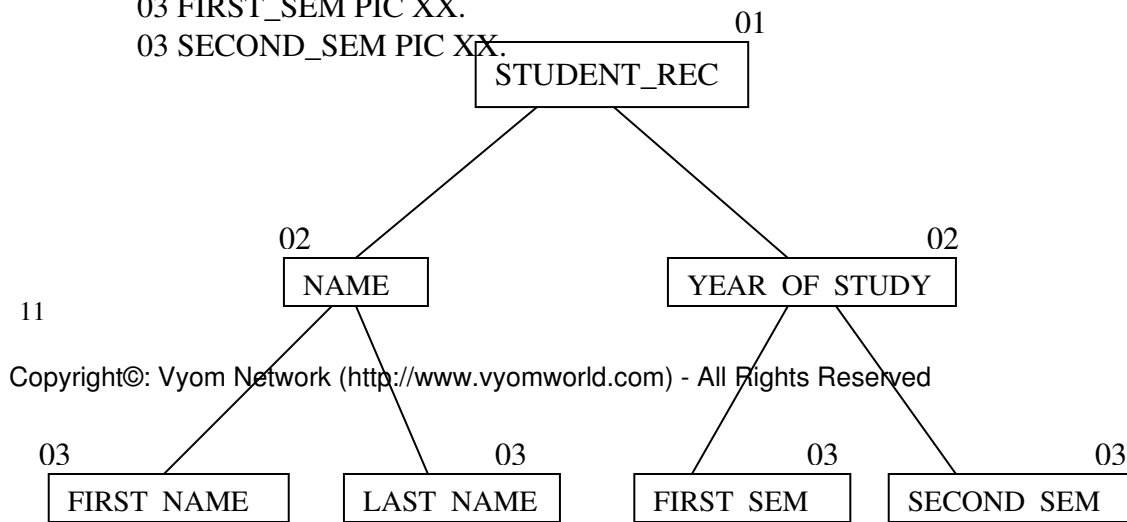 03 FIRST_SEM PIC XX.
01
03 SECOND_SEM PIC XX.
STUDENT_REC
02 02
NAME YEAR OF STUDY
11
Copyright©: Vyom Network (http://www.vyomworld.com) - All Rights Reserved
03 03 03 03
FIRST NAME LAST NAME FIRST SEM SECOND SEM